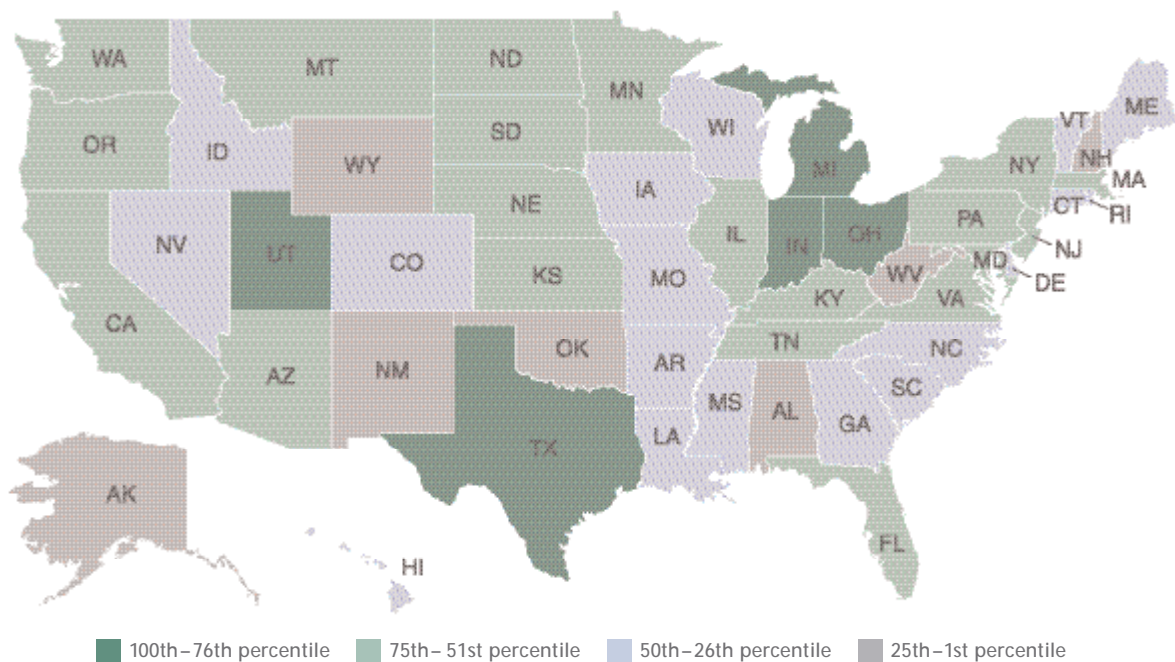 WA
MT
ND
MN
OR
ID
WY
SD
WI
MI
NY
VT
ME
NH
MA
CT
RI
NV
UT
CO
NE
IA
IL
IN
OH
PA
NJ
MD
DE
CA
KS
MO
KY
WV
VA
AZ
NM
OK
AR
TN
NC
SC
MS
AL
GA
LA
TX
FL
AK
HI
100th–76th percentile 75th–51st percentile 50th–26th percentile 25th–1st percentile